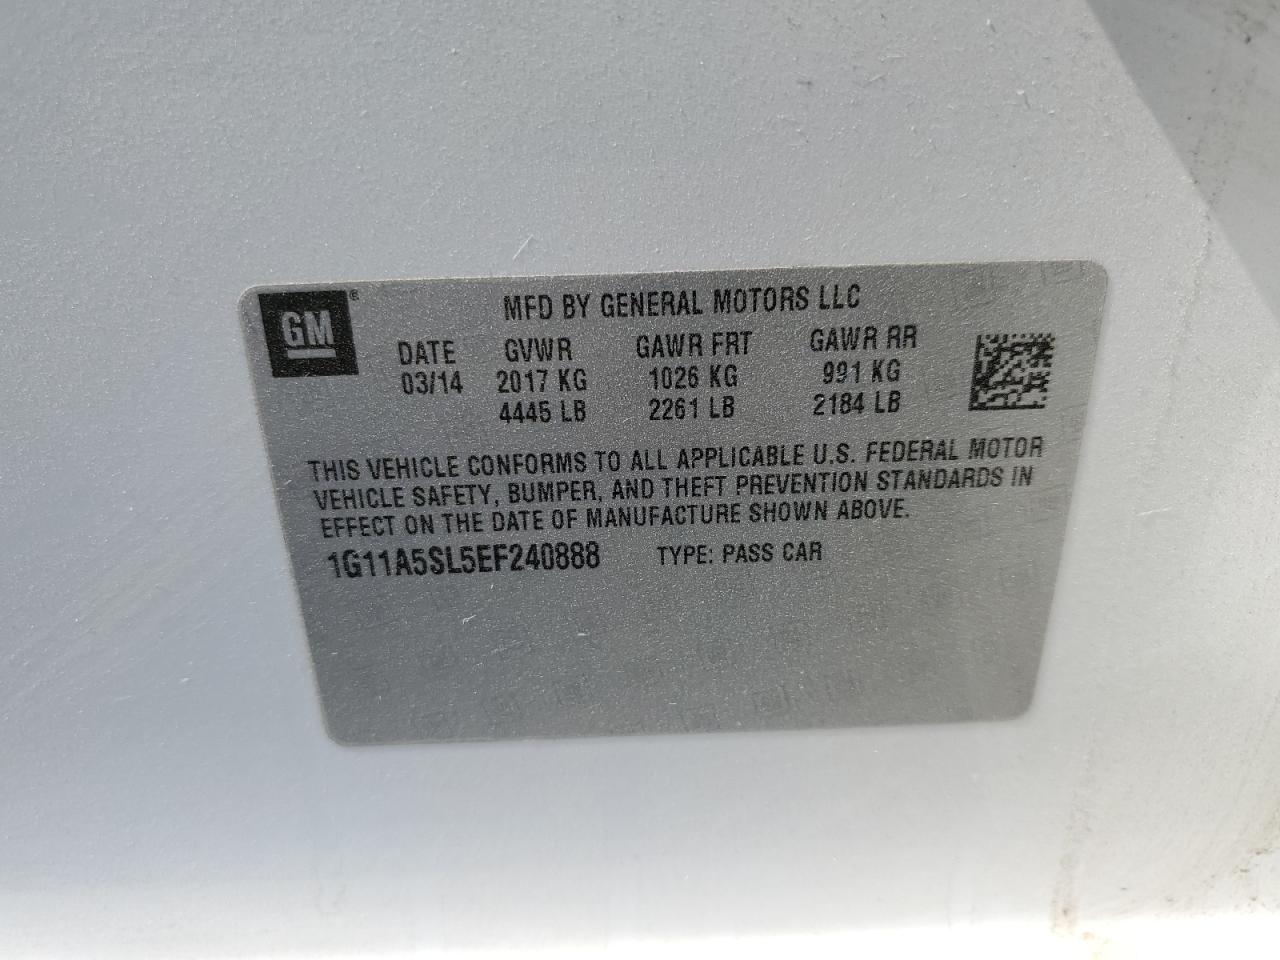 GM®
MFD BY GENERAL MOTORS LLC
DATE GVWR GAWR FRT GAWR RR
03/14 2017 KG 1026 KG 991 KG
4445 LB 2261 LB 2184 LB
THIS VEHICLE CONFORMS TO ALL APPLICABLE U.S. FEDERAL MOTOR
VEHICLE SAFETY, BUMPER, AND THEFT PREVENTION STANDARDS IN
EFFECT ON THE DATE OF MANUFACTURE SHOWN ABOVE.
1G11A5SL5EF240888 TYPE: PASS CAR